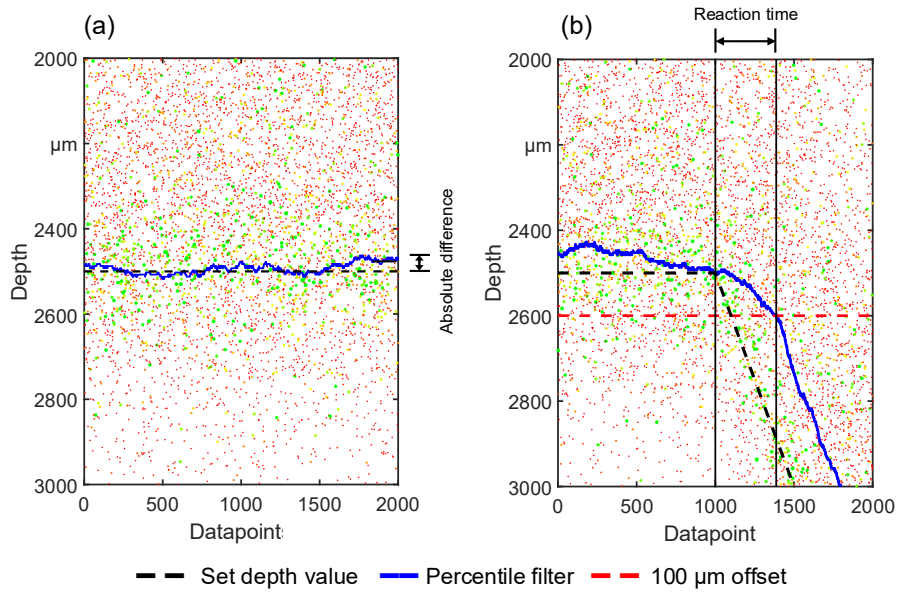 Reaction time
(a)
(b)
2000
µm
2400
2600
2800
3000
Depth
0
500
1000
1500
2000
Datapoints
Absolute difference
2000
µm
2400
2600
2800
3000
Depth
0
500
1000
1500
2000
Datapoint
Set depth value
Percentile filter
100 µm offset